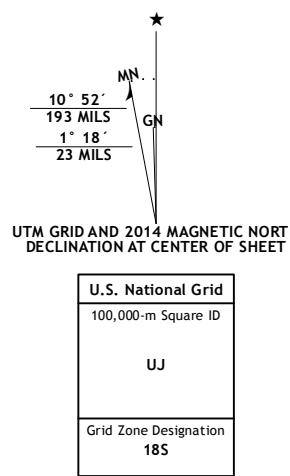 ★
MN
10° 52´
193 MILS
GN
1° 18´
23 MILS
UTM GRID AND 2014 MAGNETIC NORT
DECLINATION AT CENTER OF SHEET
U.S. National Grid
100,000-m Square ID
UJ
Grid Zone Designation
18S